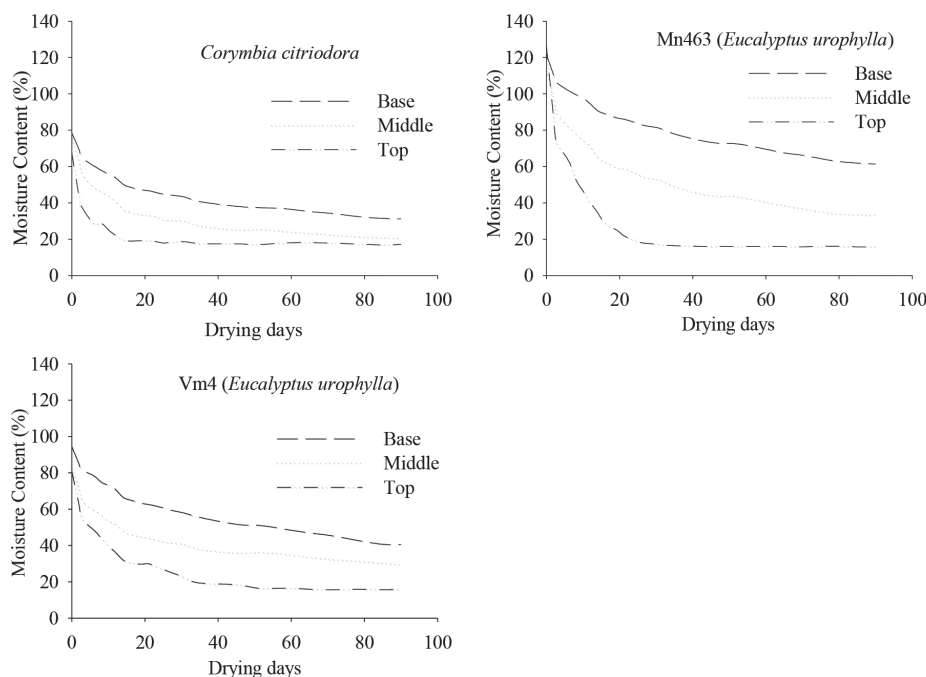 140
120
100
80
60
40
20
0
Moisture Content (%)
Corymbia citriodora
Base
Middle
Top
0 20 40 60 80 100
Drying days
140
120
100
80
60
40
20
0
Moisture Content (%)
Mn463 (Eucalyptus urophylla)
Base
Middle
Top
0 20 40 60 80 100
Drying days
140
120
100
80
60
40
20
0
Moisture Content (%)
Vm4 (Eucalyptus urophylla)
Base
Middle
Top
0 20 40 60 80 100
Drying days